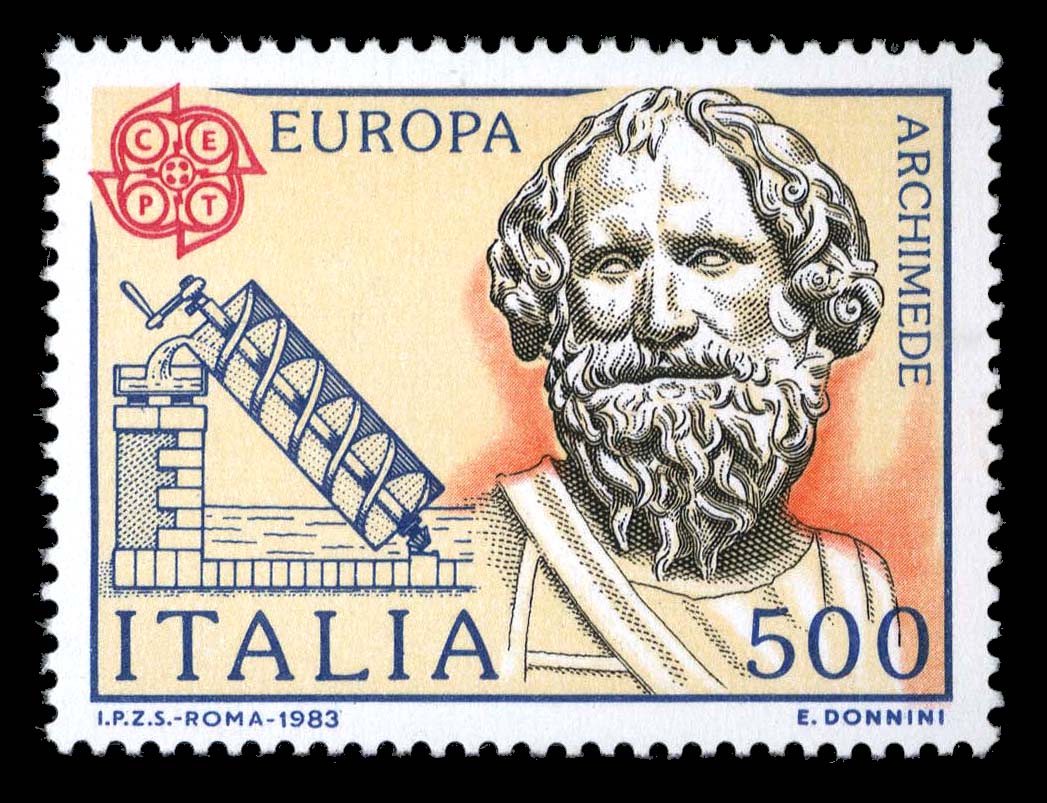 C E
P T
EUROPA
ARCHIMEDE
ITALIA
500
I.P.Z.S.-ROMA-1983
E. DONNINI